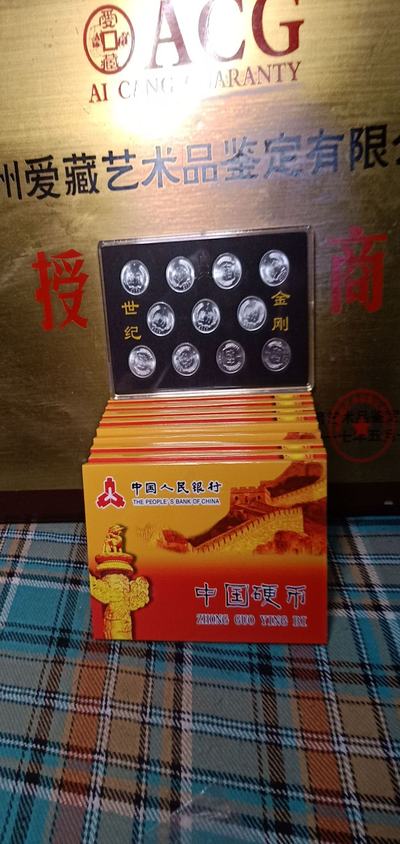 爱藏
ACG
AI CANG GUARANTY
州爱藏艺术品鉴定有限公
授
商
世纪
金刚
中国人民银行
THE PEOPLE'S BANK OF CHINA
中国硬币
ZHONG GUO YING BI